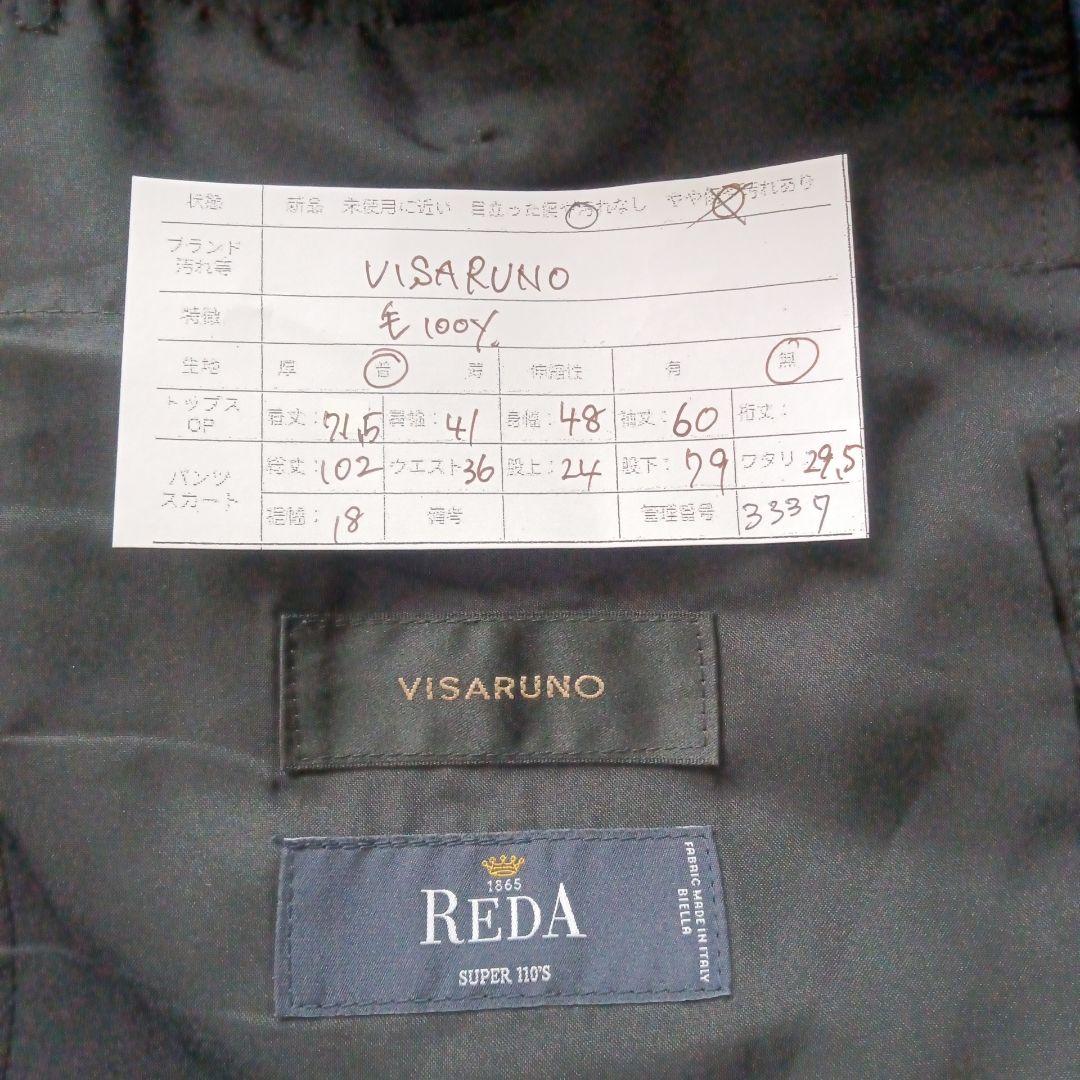 状態 新品 未使用に近い 目立った傷や汚れなし やや傷や汚れあり
ブランド
汚れ等
VISARUNO
特徴 毛100%
生地 厚 普 薄 伸縮性 有 無
トップス
OP
着丈:71,5 肩幅:41 身幅:48 袖丈:60 裄丈:
パンツ
スカート
総丈:102 ウエスト36 股上:24 股下:79 ワタリ29,5
裾幅:18 備考 管理番号 3337
VISARUNO
1865
REDA
SUPER 110'S
FABRIC MADE IN ITALY
BIELLA